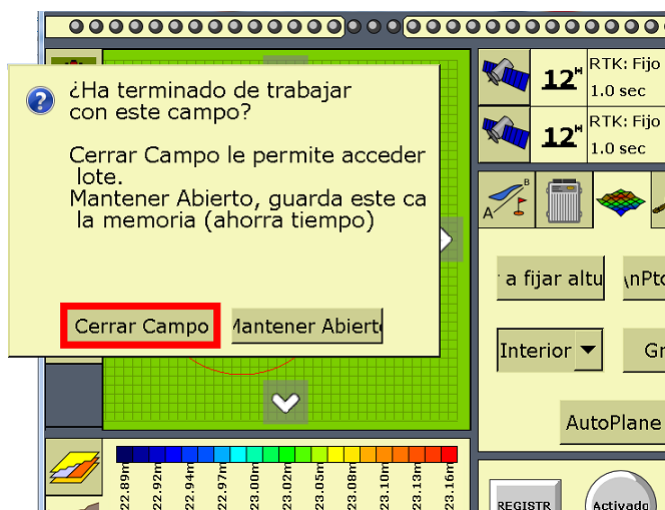 ¿Ha terminado de trabajar
con este campo?
Cerrar Campo le permite acceder
lote.
Mantener Abierto, guarda este ca
la memoria (ahorra tiempo)
Cerrar Campo
Mantener Abierto
12"
RTK: Fijo
1.0 sec
12"
RTK: Fijo
1.0 sec
A B
a fijar altu
\nPto
Interior
Gr
AutoPlane
22.89m
22.92m
22.94m
22.97m
23.00m
23.02m
23.05m
23.08m
23.10m
23.13m
23.16m
REGISTR
Activado